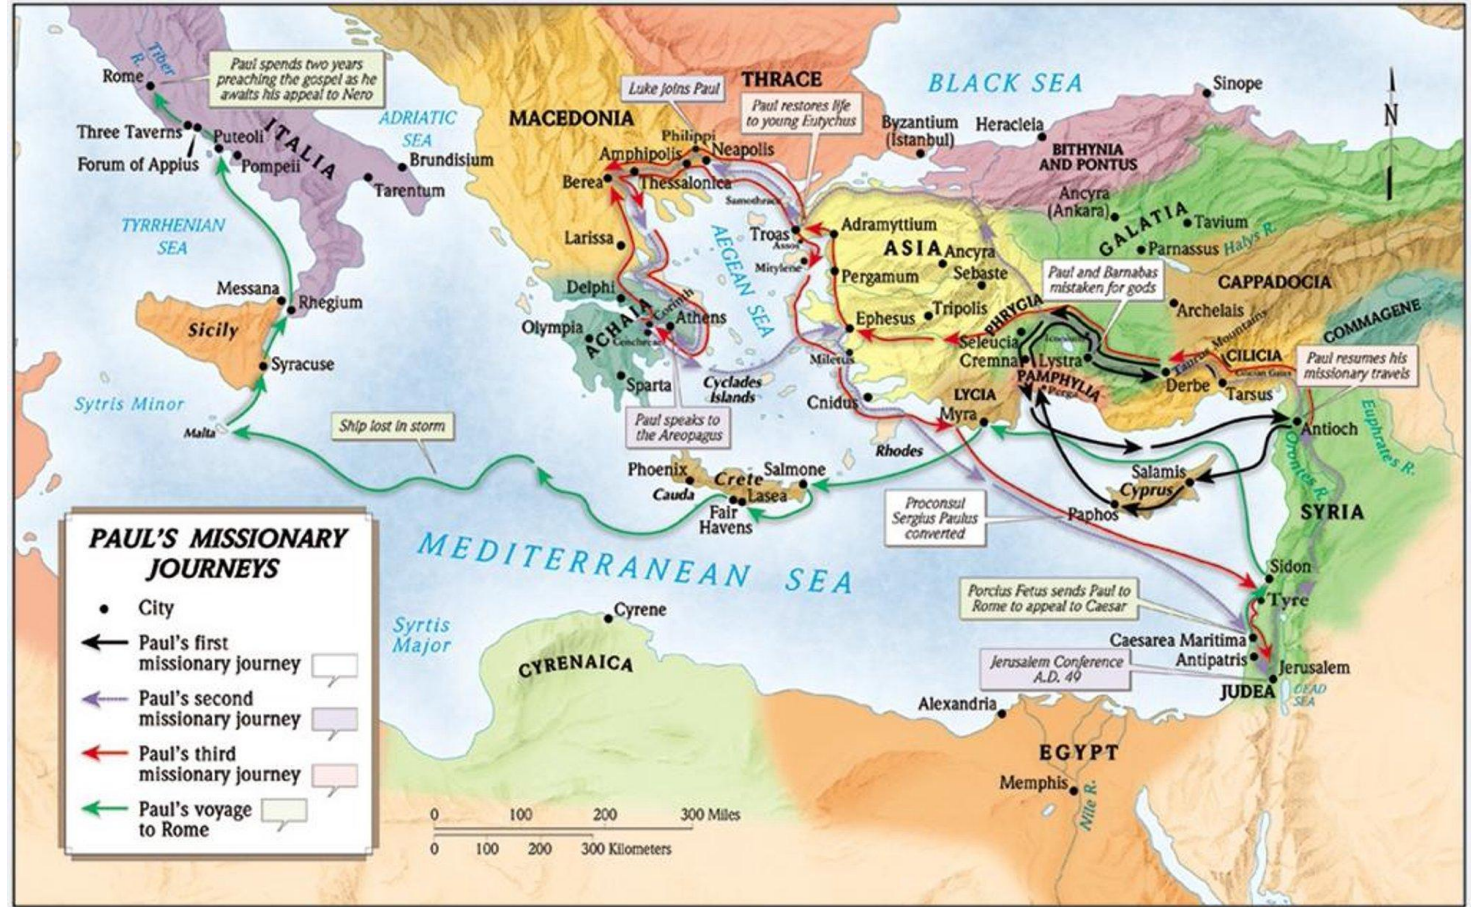 Tiber
R.
Rome
Paul spends two years
preaching the gospel as he
awaits his appeal to Nero
Three Taverns
Forum of Appius
Puteoli
Pompeii
ITALIA
ADRIATIC
SEA
Brundisium
Tarentum
TYRRHENIAN
SEA
Messana
Rhegium
Sicily
Syracuse
Sytris Minor
Malta
Ship lost in storm
MACEDONIA
THRACE
Luke joins Paul
Paul restores life
to young Eutychus
Philippi
Neapolis
Amphipolis
Berea
Thessalonica
Samothrace
Larissa
AEGEAN SEA
Troas
Assos
Mitylene
Delphi
ACHAIA
Corinth
Athens
Olympia
Cenchreae
Sparta
Cyclades
Islands
Paul speaks to
the Areopagus
BLACK SEA
Sinope
N
Byzantium
(Istanbul)
Heracleia
BITHYNIA
AND PONTUS
Ancyra
(Ankara)
GALATIA
Tavium
Parnassus
Halys R.
Adramyttium
ASIA
Ancyra
Sebaste
Pergamum
Tripolis
Ephesus
Miletus
Cnidus
Paul and Barnabas
mistaken for gods
CAPPADOCIA
Archelais
COMMAGENE
PHRYGIA
Seleucia
Cremna
Lystra
PAMPHYLIA
Perga
Derbe
Taurus Mountains
CILICIA
Cilician Gates
Tarsus
Paul resumes his
missionary travels
LYCIA
Myra
Rhodes
Antioch
Orontes R.
Euphrates R.
Phoenix
Cauda
Crete
Salmone
Lasea
Fair
Havens
Salamis
Cyprus
Paphos
Proconsul
Sergius Paulus
converted
SYRIA
MEDITERRANEAN SEA
Sidon
Tyre
Porcius Fetus sends Paul to
Rome to appeal to Caesar
Caesarea Maritima
Antipatris
Jerusalem Conference
A.D. 49
Jerusalem
JUDEA
DEAD
SEA
Syrtis
Major
Cyrene
CYRENAICA
Alexandria
EGYPT
Memphis
Nile R.
PAUL'S MISSIONARY
JOURNEYS
City
Paul's first
missionary journey
Paul's second
missionary journey
Paul's third
missionary journey
Paul's voyage
to Rome
0 100 200 300 Miles
0 100 200 300 Kilometers